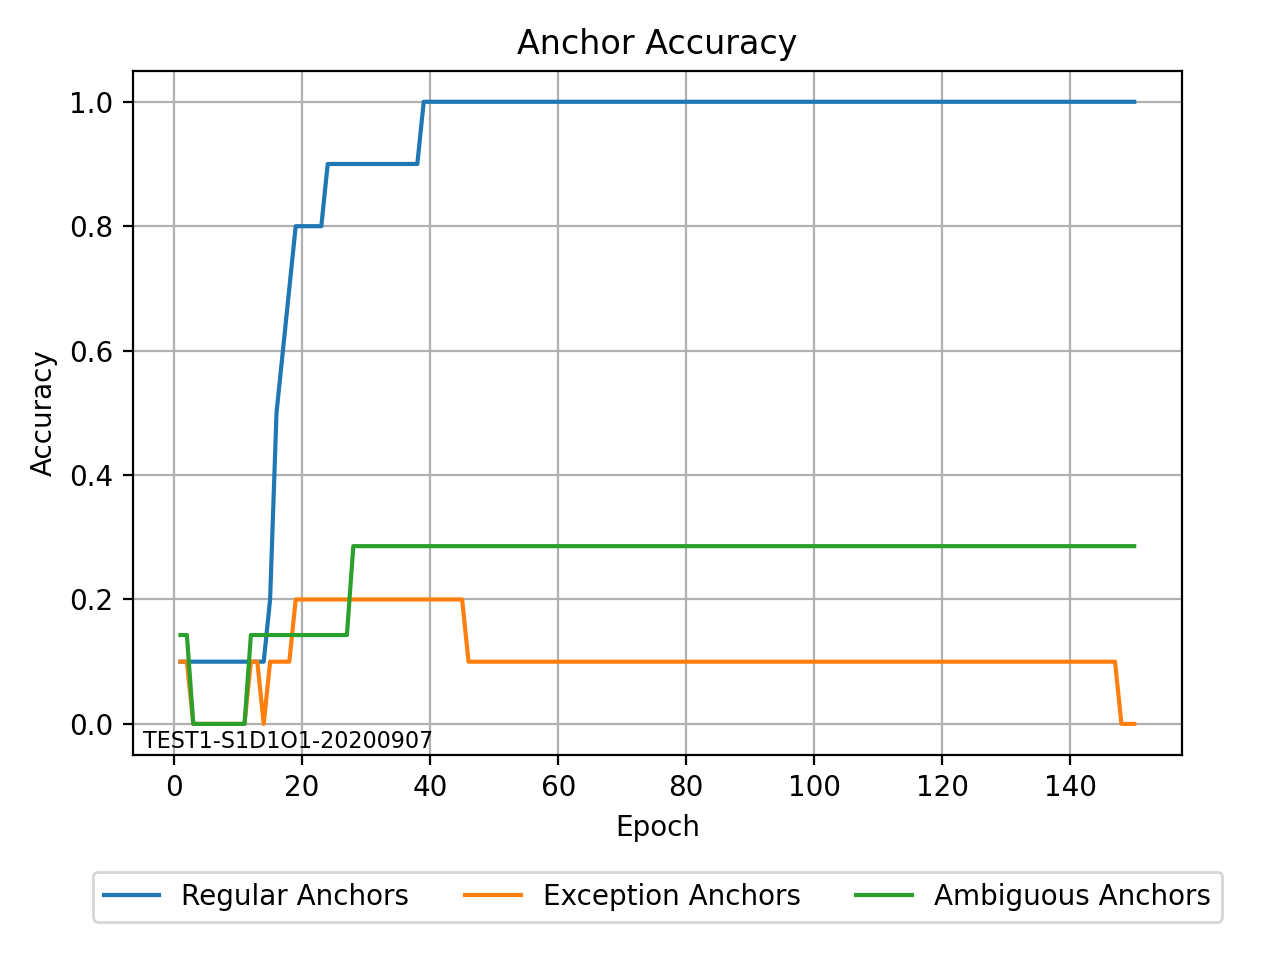 Anchor Accuracy
Accuracy
1.0
0.8
0.6
0.4
0.2
0.0
TEST1-S1D1O1-20200907
0 20 40 60 80 100 120 140
Epoch
Regular Anchors Exception Anchors Ambiguous Anchors